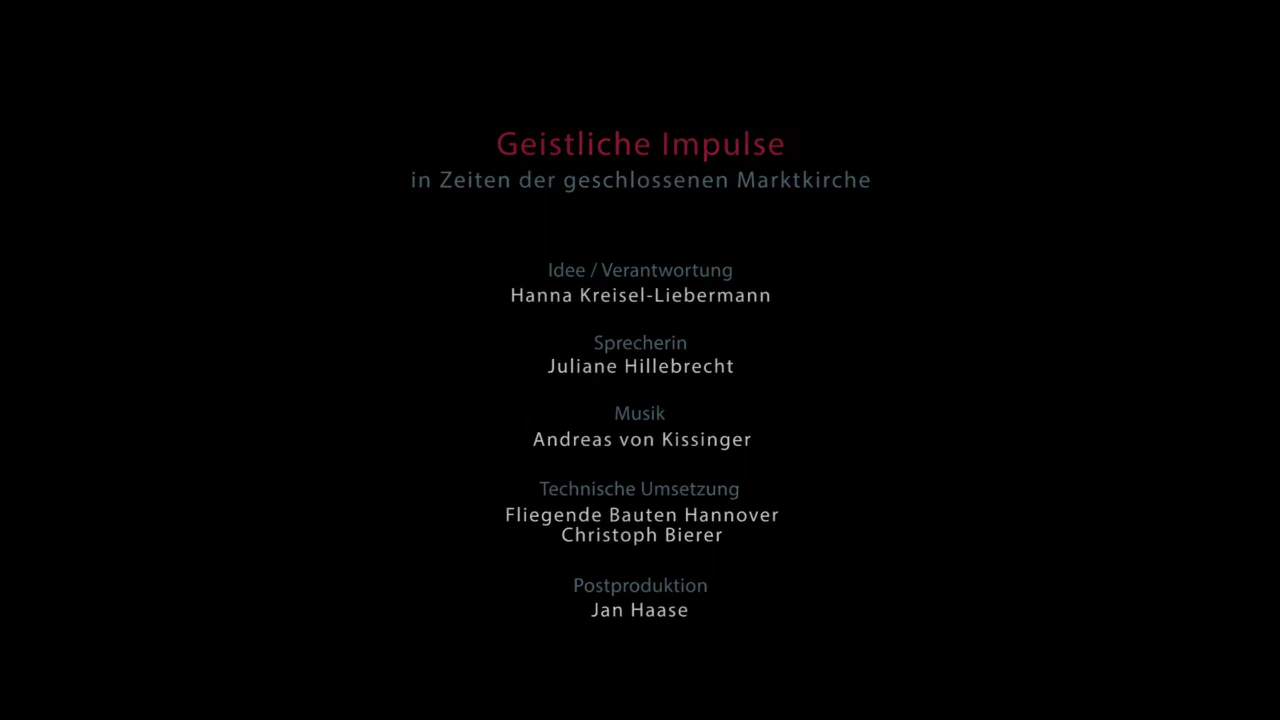 Geistliche Impulse
in Zeiten der geschlossenen Marktkirche
Idee / Verantwortung
Hanna Kreisel-Liebermann
Sprecherin
Juliane Hillebrecht
Musik
Andreas von Kissinger
Technische Umsetzung
Fliegende Bauten Hannover
Christoph Bierer
Postproduktion
Jan Haase